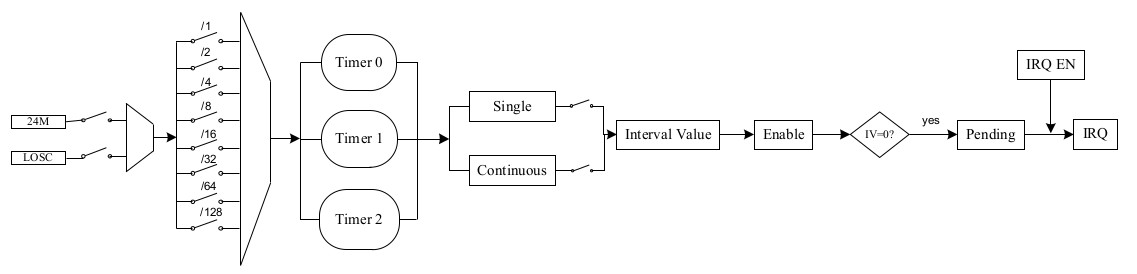 24M
LOSC
/1
/2
/4
/8
/16
/32
/64
/128
Timer 0
Timer 1
Timer 2
Single
Continuous
Interval Value
Enable
IV=0?
yes
Pending
IRQ EN
IRQ